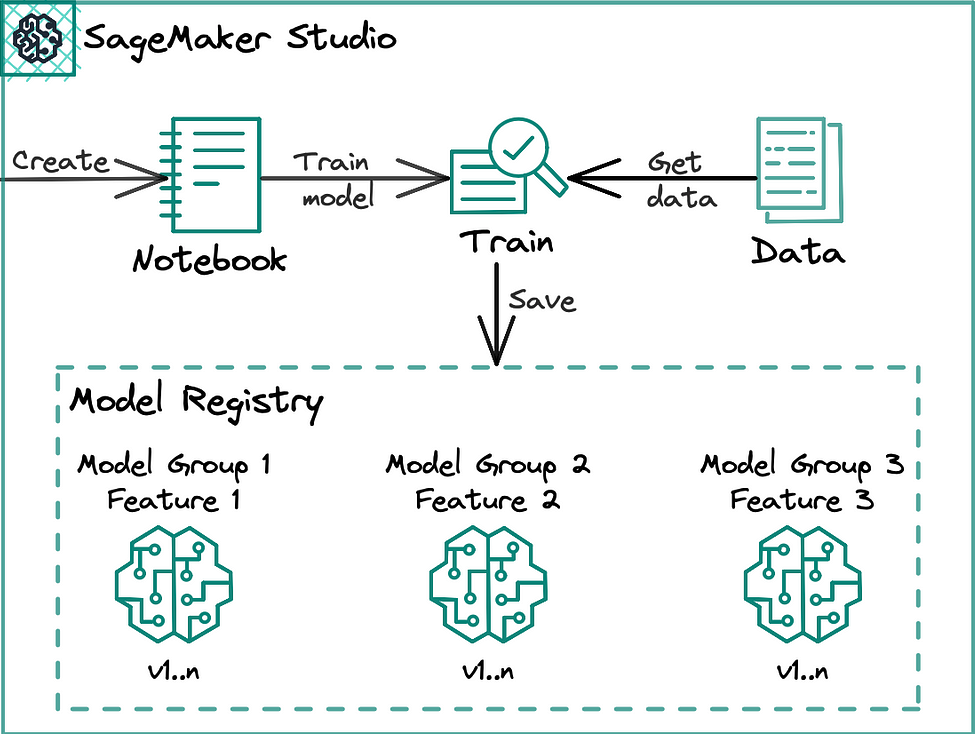 SageMaker Studio
Create
Train
model
Get
data
Notebook
Train
Data
Save
Model Registry
Model Group 1
Feature 1
Model Group 2
Feature 2
Model Group 3
Feature 3
v1..n
v1..n
v1..n